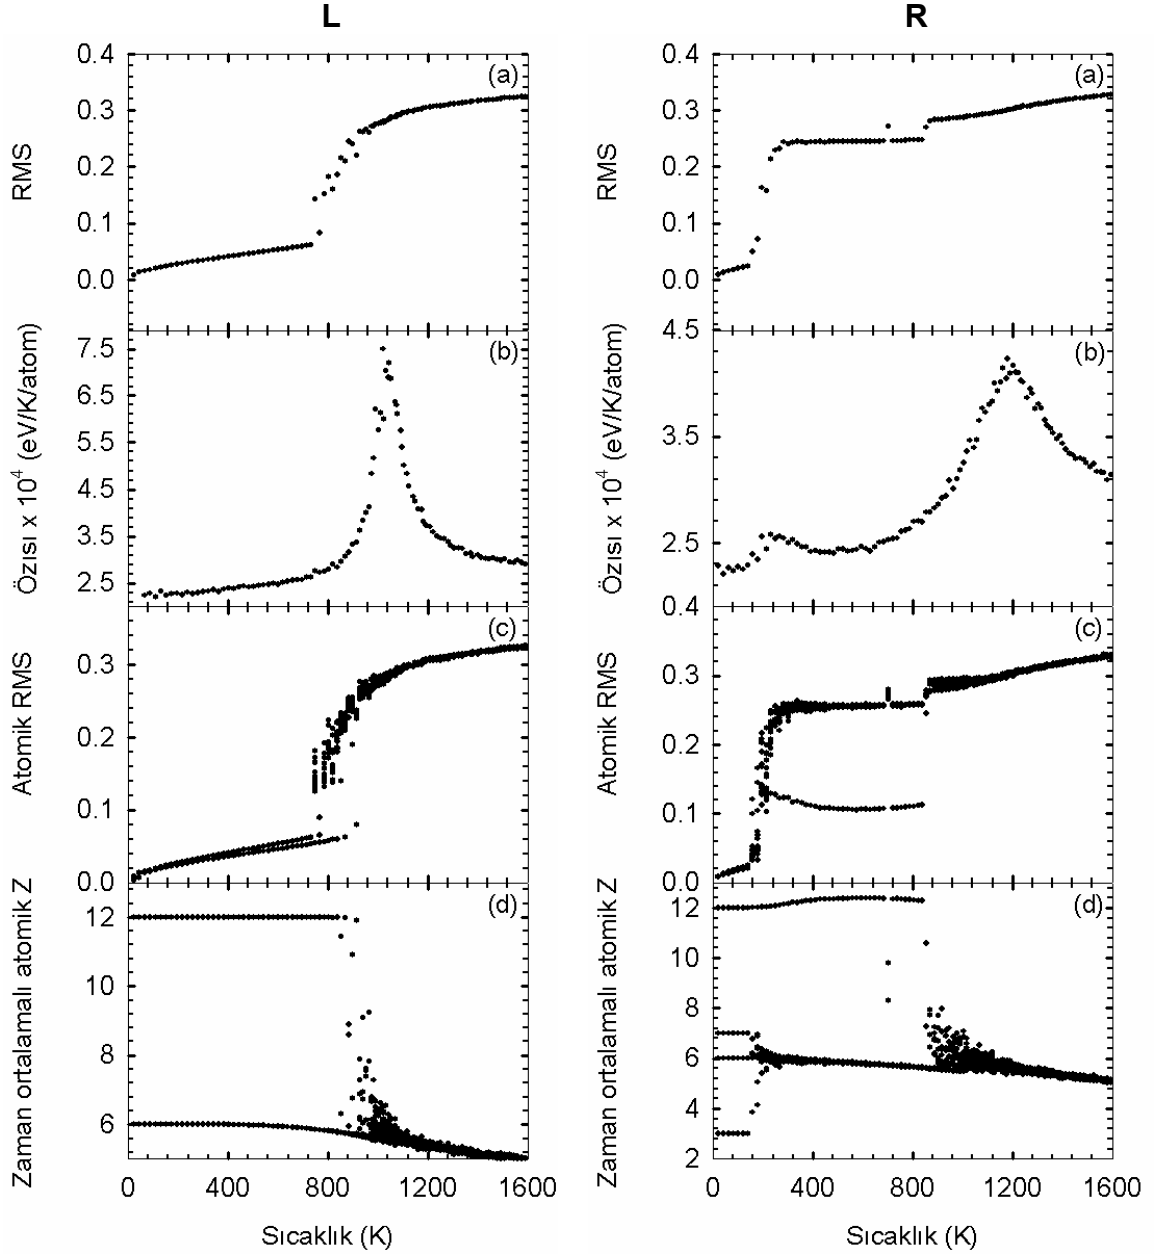 L
R
0.4
0.3
0.2
0.1
0.0
RMS
(a)
0.4
0.3
0.2
0.1
0.0
RMS
(a)
7.5
6.5
5.5
4.5
3.5
2.5
Özısı x 10⁴ (eV/K/atom)
(b)
4.5
3.5
2.5
Özısı x 10⁴ (eV/K/atom)
(b)
0.3
0.2
0.1
0.0
Atomik RMS
(c)
0.4
0.3
0.2
0.1
0.0
Atomik RMS
(c)
12
10
8
6
Zaman ortalamalı atomik Z
(d)
12
10
8
6
4
2
Zaman ortalamalı atomik Z
(d)
0 400 800 1200 1600
Sıcaklık (K)
0 400 800 1200 1600
Sıcaklık (K)